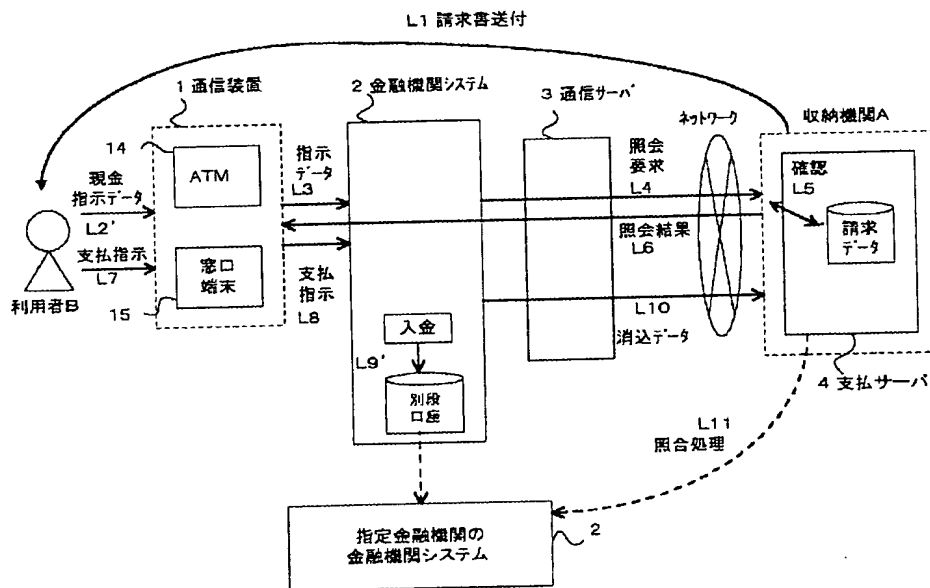 L1 請求書送付
1 通信装置
2 金融機関システム
3 通信サーバ
ネットワーク
収納機関A
14
ATM
指示
データ
L3
照会
要求
L4
確認
L5
現金
指示データ
L2'
照会結果
L6
請求
データ
支払指示
L7
利用者B
窓口
端末
15
支払
指示
L8
入金
L9'
別段
口座
L10
消込データ
4 支払サーバ
L11
照合処理
指定金融機関の
金融機関システム
2